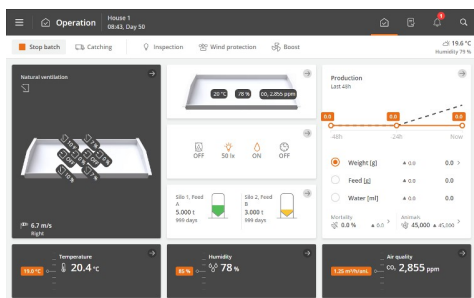 Operation
House 1
08:43, Day 50
1
Stop batch
Catching
Inspection
Wind protection
Boost
19.6 °C
Humidity 79 %
Natural ventilation
6.7 m/s
Right
20 °C
78 %
CO₂ 2,855 ppm
OFF
50 lx
ON
OFF
Silo 1, Feed
A
5.000 t
999 days
Silo 2, Feed
B
3.000 t
999 days
Production
Last 48h
0.0
0.0
0.0
-48h
24h
Now
Weight [g]
▲ 0.0
0.0
Feed [g]
▲ 0.0
0.0
Water [ml]
▲ 0.0
0.0
Mortality
0.0 %
▲ 0.0
Animals
45,000
▲ 45,000
Temperature
19.0 °C
20.4 °C
Humidity
85 %
78 %
Air quality
1.25 m³/h/ani.
CO₂ 2,855 ppm